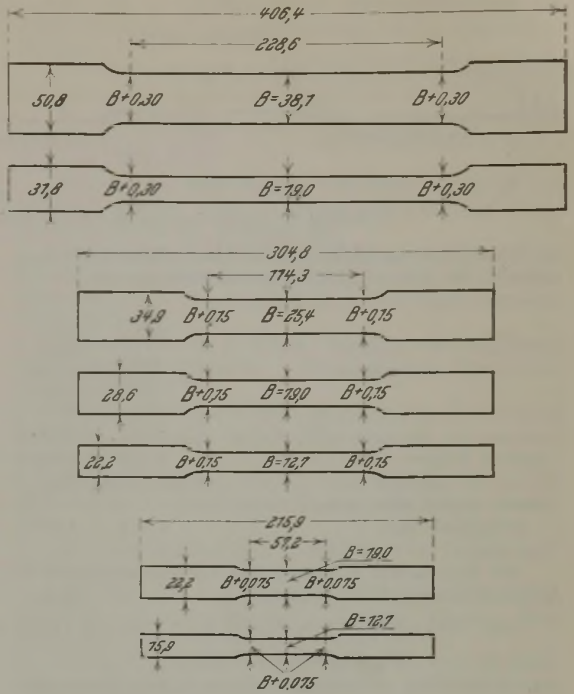 406,4
228,6
50,8 B+0,30 B=38,1 B+0,30
31,8 B+0,30 B=19,0 B+0,30
304,8
114,3
34,9 B+0,15 B=25,4 B+0,15
28,6 B+0,15 B=19,0 B+0,15
22,2 B+0,15 B=12,7 B+0,15
215,9
57,2
B=19,0
22,2 B+0,075 B+0,075
B=12,7
15,9
B+0,075